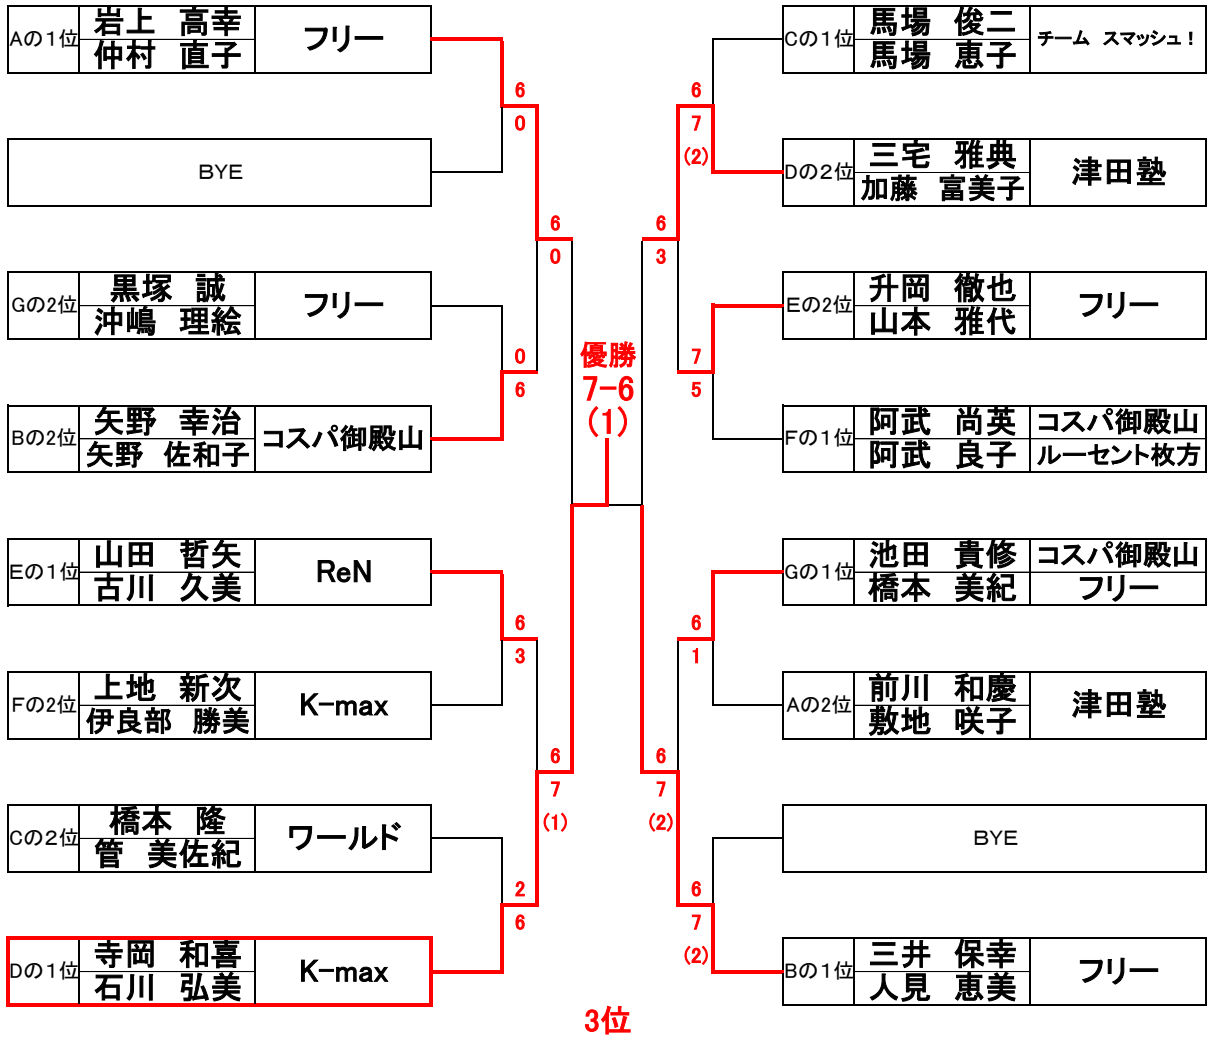 Aの1位 岩上 高幸 フリー
仲村 直子
BYE
Gの2位 黒塚 誠 フリー
沖嶋 理絵
Bの2位 矢野 幸治 コスパ御殿山
矢野 佐和子
Eの1位 山田 哲矢 ReN
古川 久美
Fの2位 上地 新次 K-max
伊良部 勝美
Cの2位 橋本 隆 ワールド
管 美佐紀
Dの1位 寺岡 和喜 K-max
石川 弘美
6
0
0
6
6
3
2
6
6
0
6
7
(1)
優勝
7-6
(1)
3位
6
3
6
7
(2)
6
7
(2)
7
5
6
1
6
7
(2)
Cの1位 馬場 俊二 チーム スマッシュ!
馬場 恵子
Dの2位 三宅 雅典 津田塾
加藤 富美子
Eの2位 升岡 徹也 フリー
山本 雅代
Fの1位 阿武 尚英 コスパ御殿山
阿武 良子 ルーセント枚方
Gの1位 池田 貴修 コスパ御殿山
橋本 美紀 フリー
Aの2位 前川 和慶 津田塾
敷地 咲子
BYE
Bの1位 三井 保幸 フリー
人見 恵美